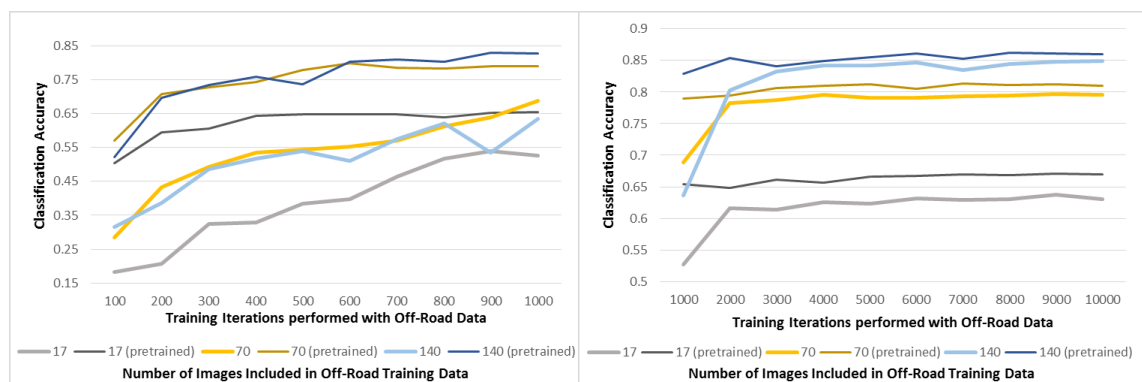 0.85
0.75
0.65
0.55
0.45
0.35
0.25
0.15
Classification Accuracy
100 200 300 400 500 600 700 800 900 1000
Training Iterations performed with Off-Road Data
17 17 (pretrained) 70 70 (pretrained) 140 140 (pretrained)
Number of Images Included in Off-Road Training Data
0.9
0.85
0.8
0.75
0.7
0.65
0.6
0.55
0.5
Classification Accuracy
1000 2000 3000 4000 5000 6000 7000 8000 9000 10000
Training Iterations performed with Off-Road Data
17 17 (pretrained) 70 70 (pretrained) 140 140 (pretrained)
Number of Images Included in Off-Road Training Data